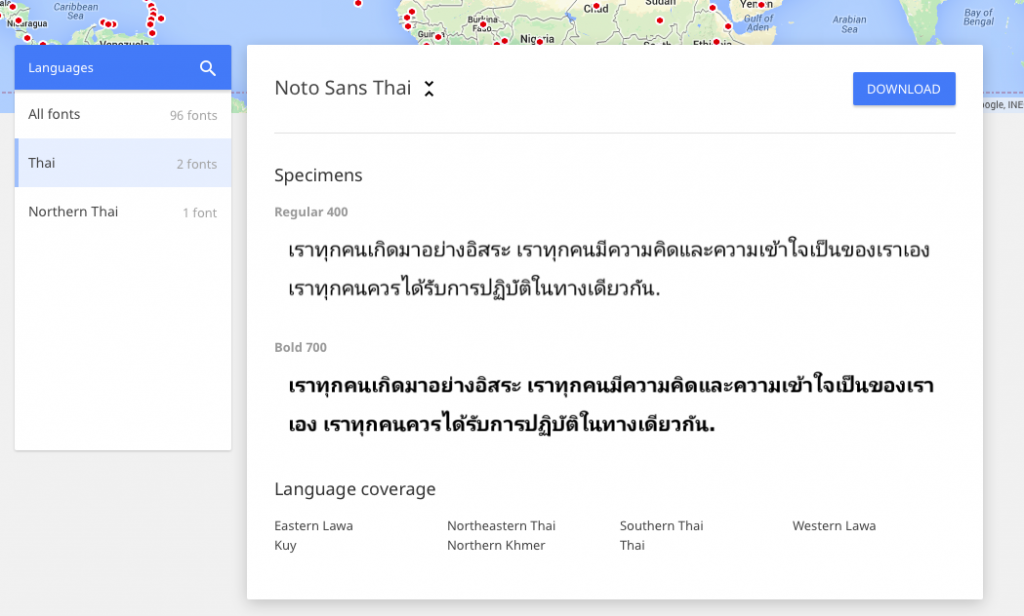 Caribbean
Sea
Nicaragua
Venezuela
Burkina
Faso
Guinea
Nigeria
Chad
Sudan
Yemen
Gulf of
Aden
Arabian
Sea
Bay of
Bengal
Languages
All fonts 96 fonts
Thai 2 fonts
Northern Thai 1 font
Noto Sans Thai
DOWNLOAD
Specimens
Regular 400
เราทุกคนเกิดมาอย่างอิสระ เราทุกคนมีความคิดและความเข้าใจเป็นของเราเอง
เราทุกคนควรได้รับการปฏิบัติในทางเดียวกัน.
Bold 700
เราทุกคนเกิดมาอย่างอิสระ เราทุกคนมีความคิดและความเข้าใจเป็นของเรา
เอง เราทุกคนควรได้รับการปฏิบัติในทางเดียวกัน.
Language coverage
Eastern Lawa Northeastern Thai Southern Thai Western Lawa
Kuy Northern Khmer Thai